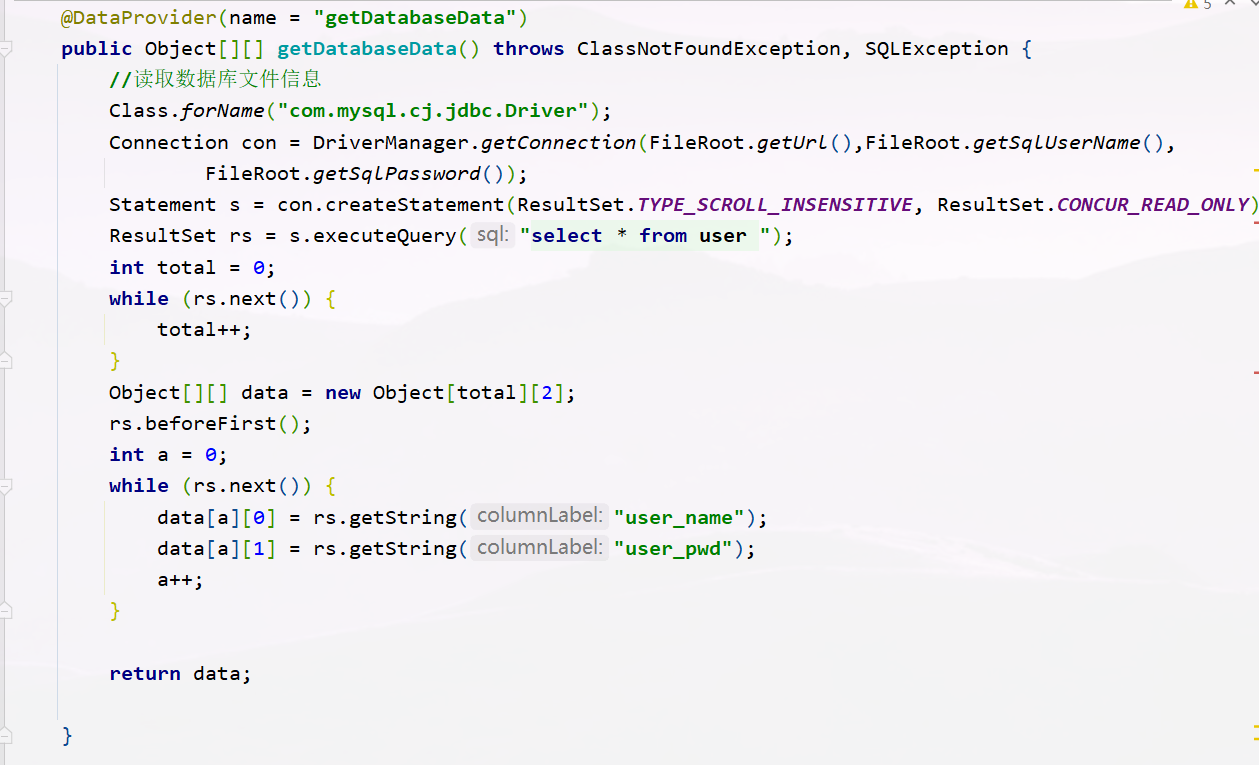 5
@DataProvider(name = "getDatabaseData")
public Object[][] getDatabaseData() throws ClassNotFoundException, SQLException {
//读取数据库文件信息
Class.forName("com.mysql.cj.jdbc.Driver");
Connection con = DriverManager.getConnection(FileRoot.getUrl(),FileRoot.getSqlUserName(),
FileRoot.getSqlPassword());
Statement s = con.createStatement(ResultSet.TYPE_SCROLL_INSENSITIVE, ResultSet.CONCUR_READ_ONLY)
ResultSet rs = s.executeQuery( sql: "select * from user ");
int total = 0;
while (rs.next()) {
total++;
}
Object[][] data = new Object[total][2];
rs.beforeFirst();
int a = 0;
while (rs.next()) {
data[a][0] = rs.getString( columnLabel: "user_name");
data[a][1] = rs.getString( columnLabel: "user_pwd");
a++;
}
return data;
}